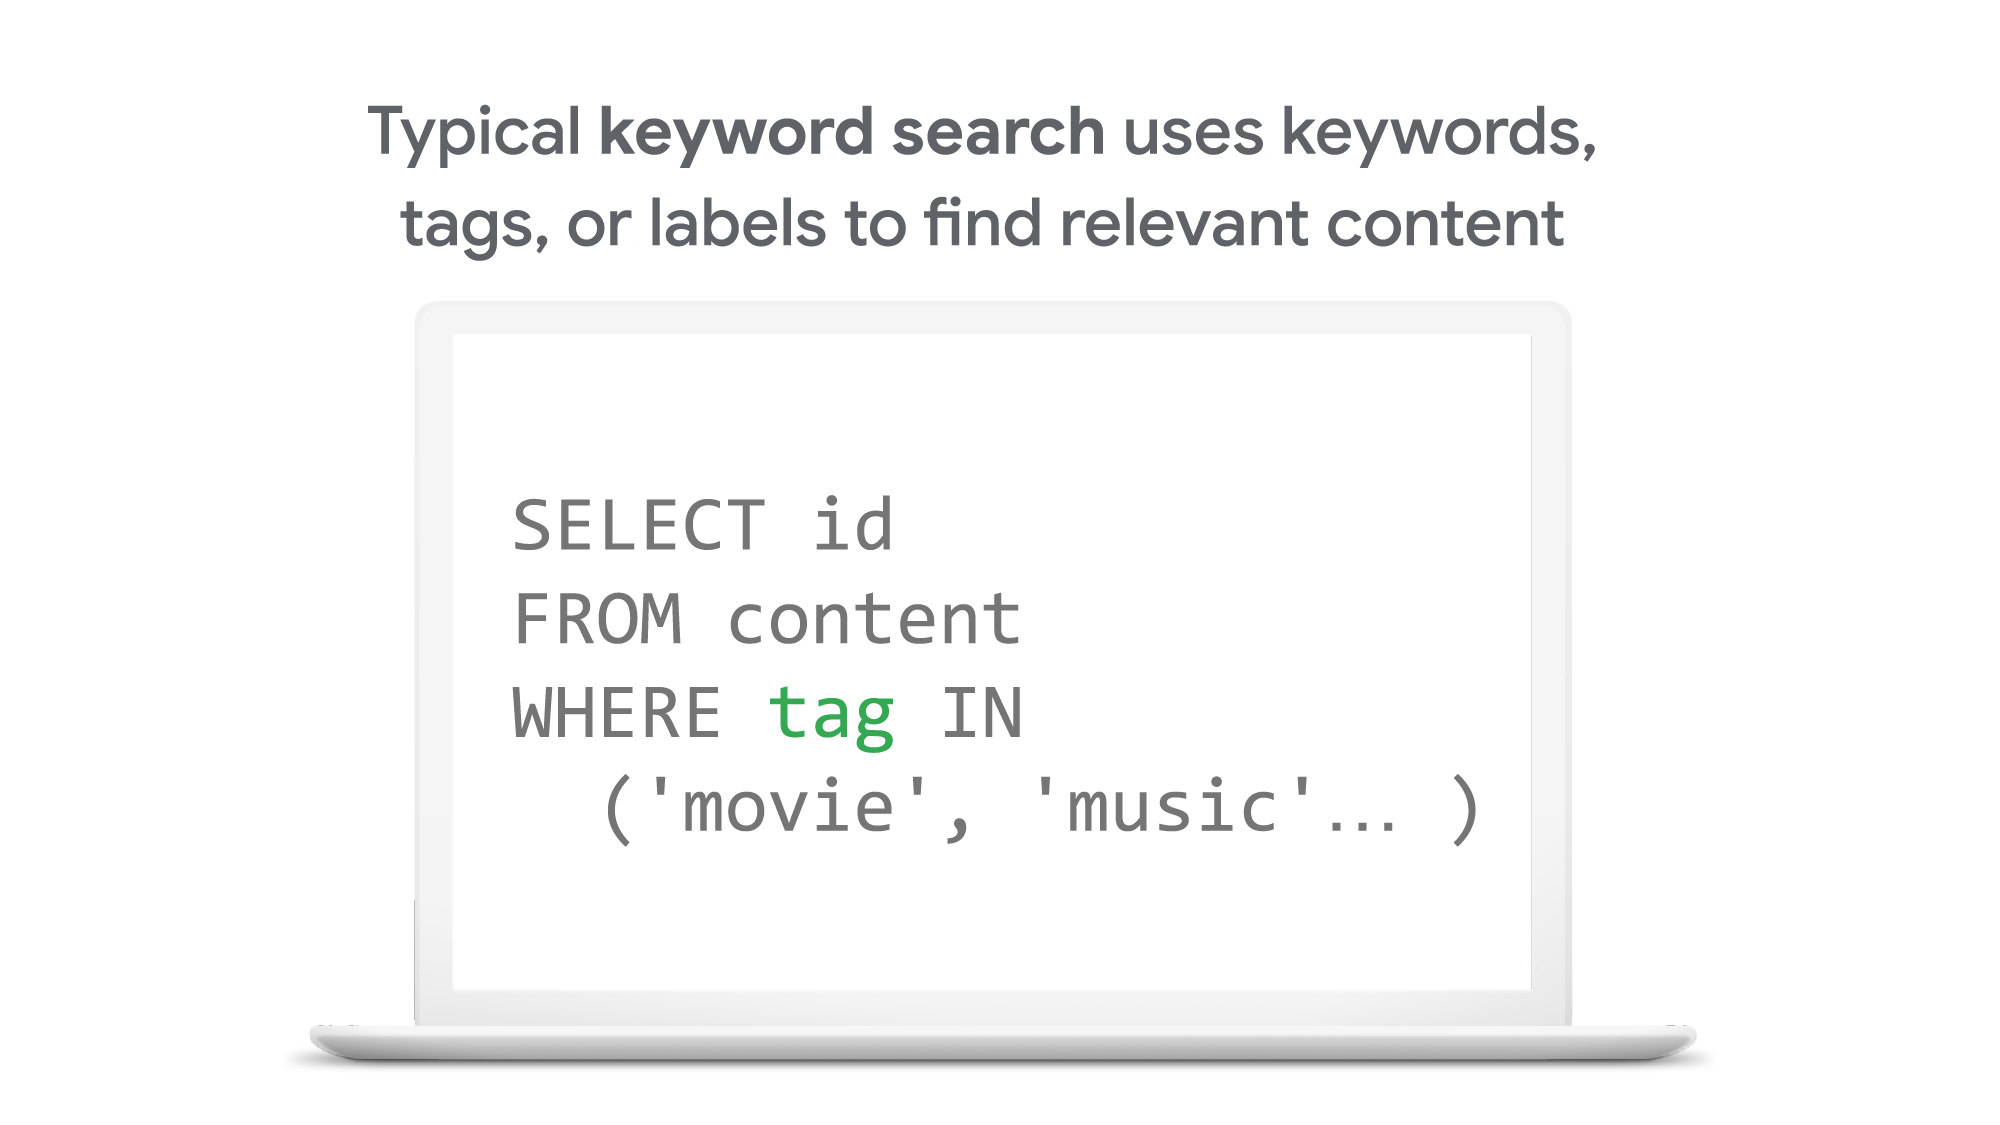 Typical keyword search uses keywords,
tags, or labels to find relevant content
SELECT id
FROM content
WHERE tag IN
('movie', 'music'... )